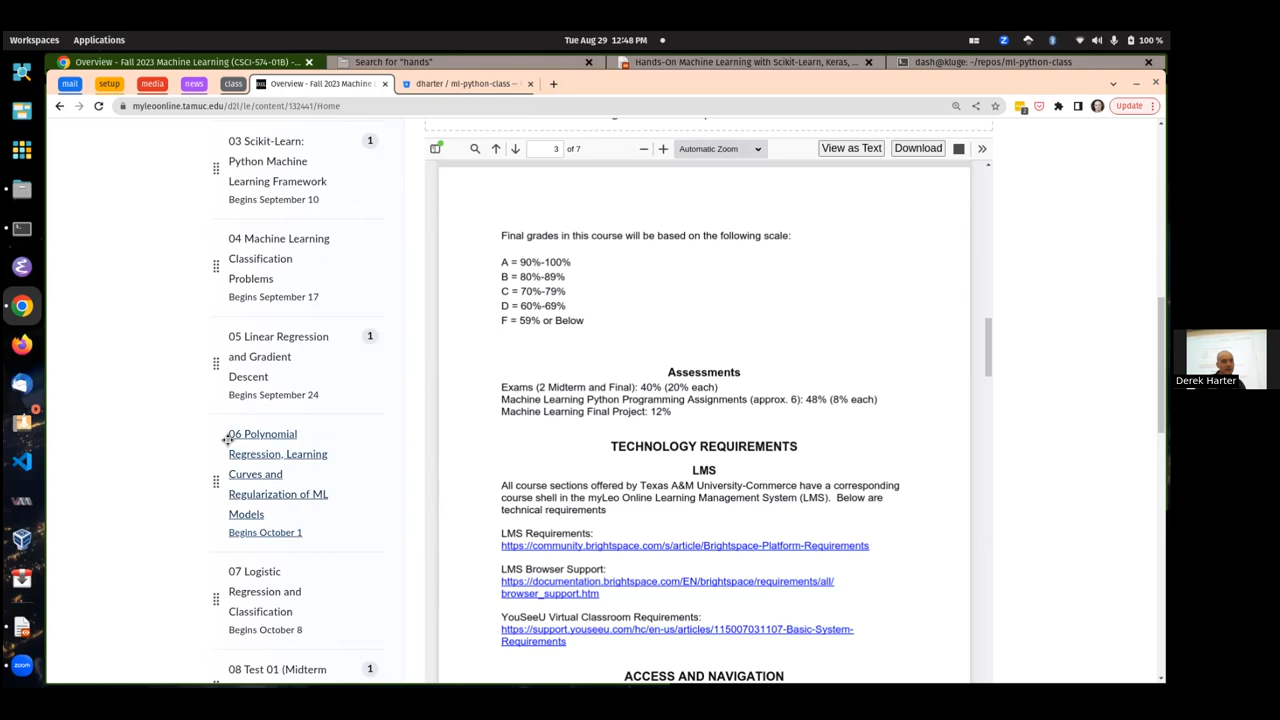 Workspaces Applications
Tue Aug 29 12:48 PM
100 %
Overview - Fall 2023 Machine Learning (CSCI-574-01B) -
Search for "hands"
Hands-On Machine Learning with Scikit-Learn, Keras,
dash@kluge: ~/repos/ml-python-class
mail
setup
media
news
class
Overview - Fall 2023 Machine
dharter / ml-python-class —
myleoonline.tamuc.edu/d2l/le/content/132441/Home
Update
03 Scikit-Learn:
Python Machine
Learning Framework
Begins September 10
1
04 Machine Learning
Classification
Problems
Begins September 17
05 Linear Regression
and Gradient
Descent
Begins September 24
1
06 Polynomial
Regression, Learning
Curves and
Regularization of ML
Models
Begins October 1
07 Logistic
Regression and
Classification
Begins October 8
08 Test 01 (Midterm
1
3 of 7
Automatic Zoom
View as Text
Download
Final grades in this course will be based on the following scale:
A = 90%-100%
B = 80%-89%
C = 70%-79%
D = 60%-69%
F = 59% or Below
Assessments
Exams (2 Midterm and Final): 40% (20% each)
Machine Learning Python Programming Assignments (approx. 6): 48% (8% each)
Machine Learning Final Project: 12%
TECHNOLOGY REQUIREMENTS
LMS
All course sections offered by Texas A&M University-Commerce have a corresponding
course shell in the myLeo Online Learning Management System (LMS). Below are
technical requirements
LMS Requirements:
https://community.brightspace.com/s/article/Brightspace-Platform-Requirements
LMS Browser Support:
https://documentation.brightspace.com/EN/brightspace/requirements/all/
browser_support.htm
YouSeeU Virtual Classroom Requirements:
https://support.youseeu.com/hc/en-us/articles/115007031107-Basic-System-
Requirements
ACCESS AND NAVIGATION
Derek Harter
zoom